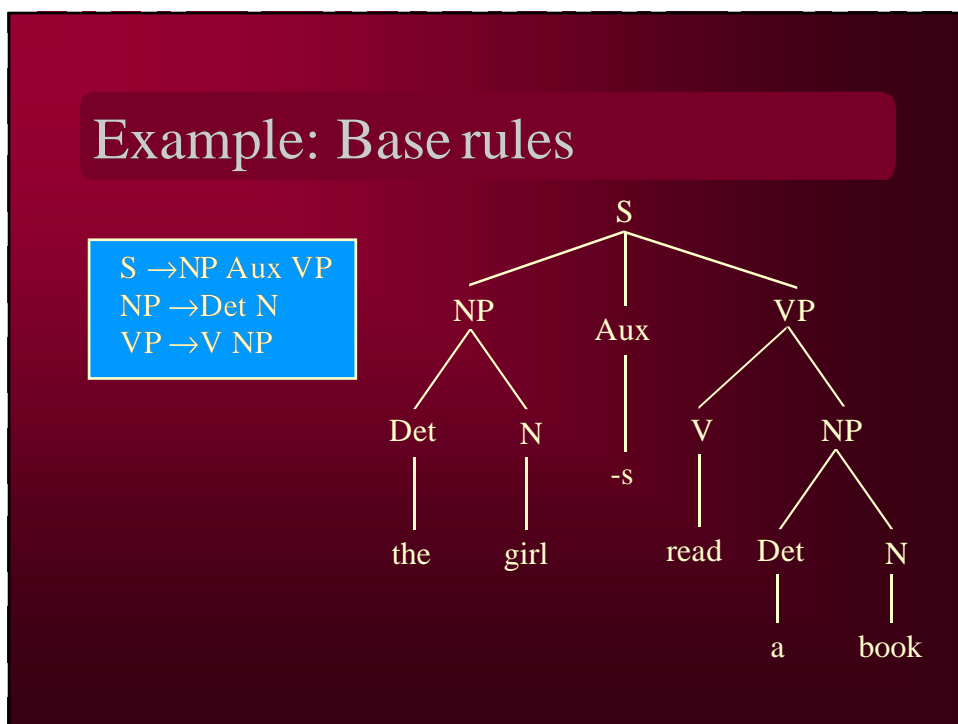 Example: Base rules
S →NP Aux VP
NP →Det N
VP →V NP
S
NP Aux VP
Det N V NP
-s
the girl read Det N
a book